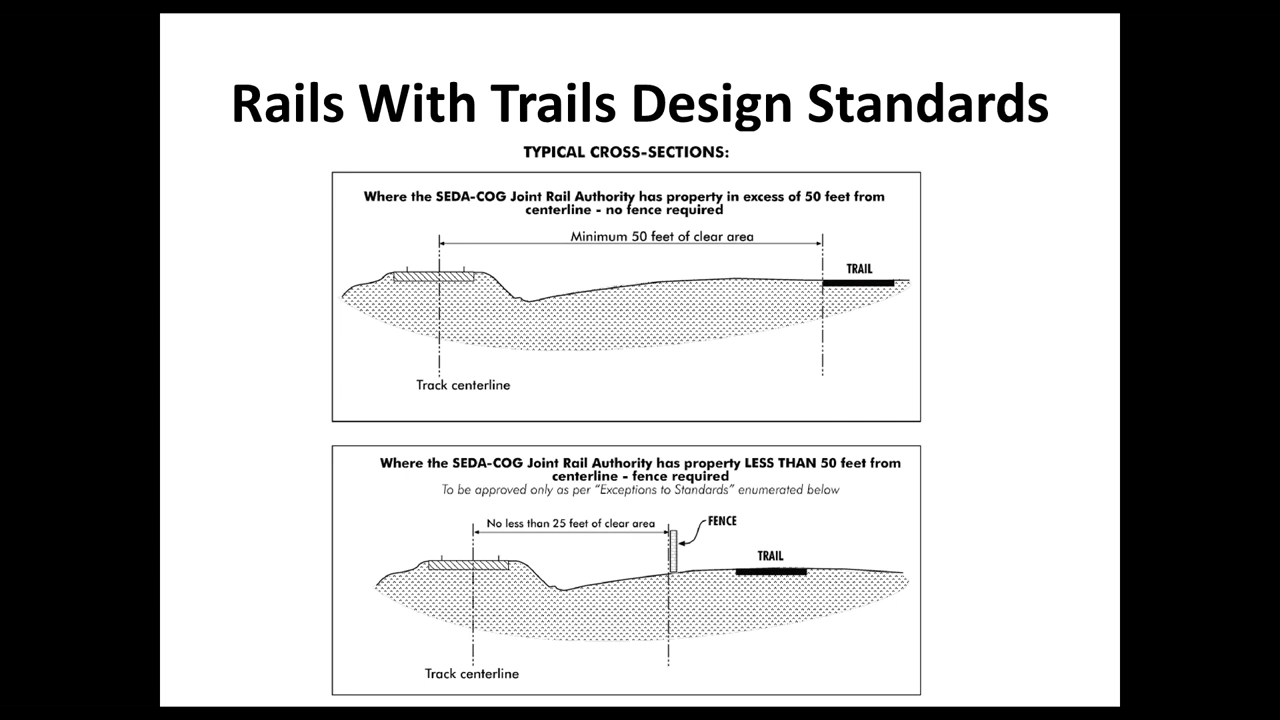 Rails With Trails Design Standards
TYPICAL CROSS-SECTIONS:
Where the SEDA-COG Joint Rail Authority has property in excess of 50 feet from
centerline - no fence required
Minimum 50 feet of clear area
TRAIL
Track centerline
Where the SEDA-COG Joint Rail Authority has property LESS THAN 50 feet from
centerline - fence required
To be approved only as per “Exceptions to Standards” enumerated below
No less than 25 feet of clear area
FENCE
TRAIL
Track centerline